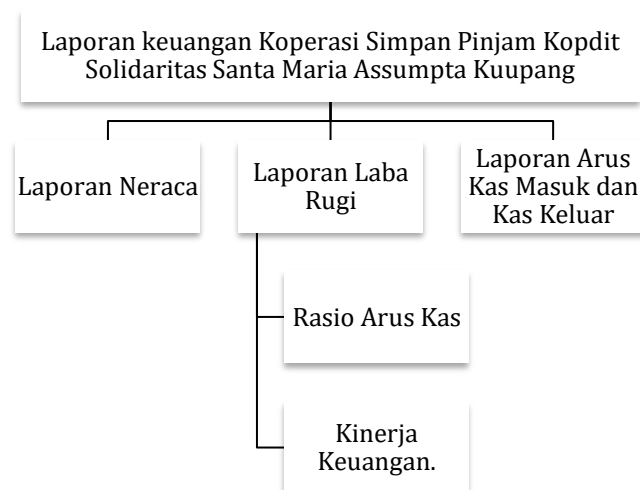 Laporan keuangan Koperasi Simpan Pinjam Kopdit
Solidaritas Santa Maria Assumpta Kuupang
Laporan Neraca
Laporan Laba
Rugi
Laporan Arus
Kas Masuk dan
Kas Keluar
Rasio Arus Kas
Kinerja
Keuangan.